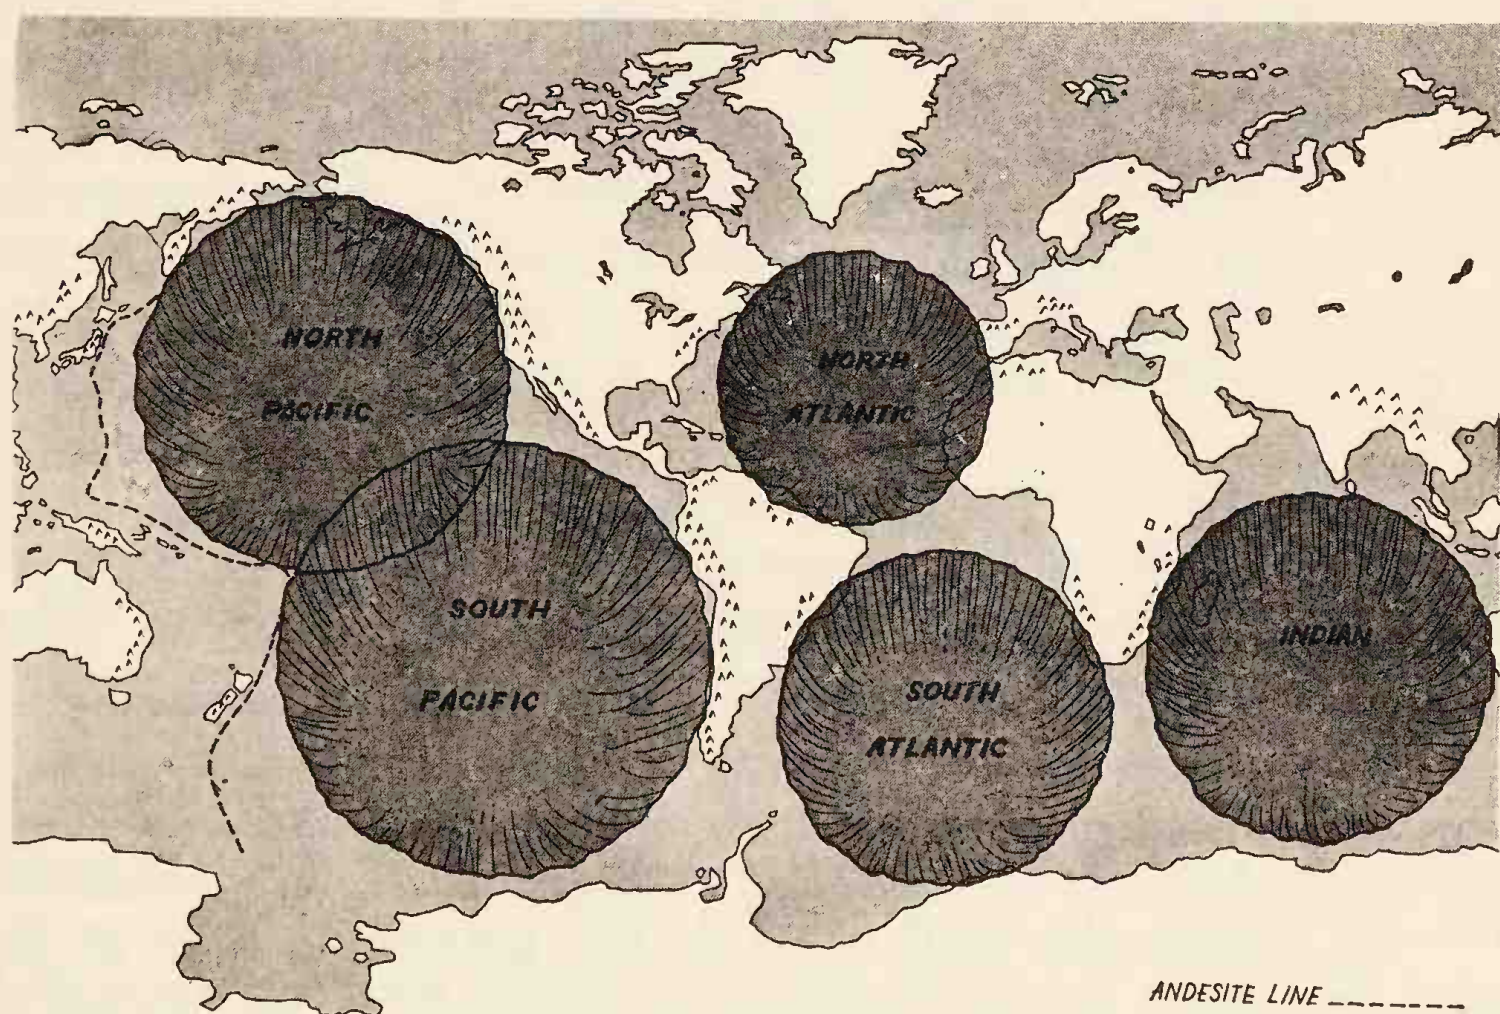 NORTH
PACIFIC
NORTH
ATLANTIC
SOUTH
PACIFIC
SOUTH
ATLANTIC
INDIAN
ANDESITE LINE